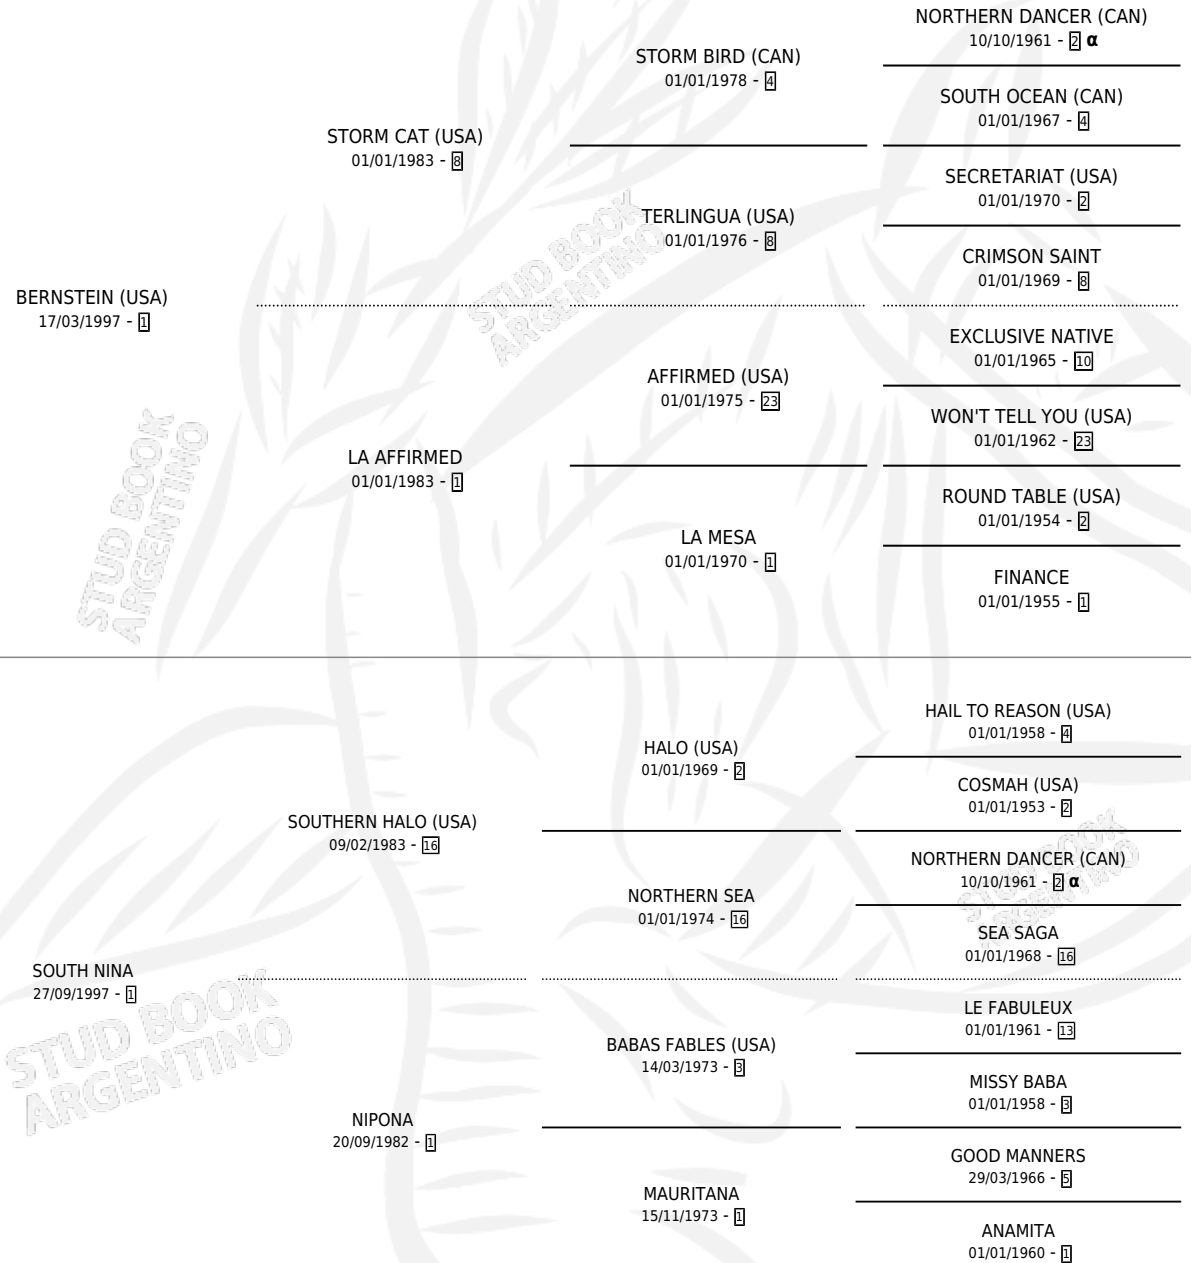 NORTHERN DANCER (CAN)
10/10/1961 - 2 α
STORM BIRD (CAN)
01/01/1978 - 4
SOUTH OCEAN (CAN)
01/01/1967 - 4
STORM CAT (USA)
01/01/1983 - 8
SECRETARIAT (USA)
01/01/1970 - 2
TERLINGUA (USA)
01/01/1976 - 8
CRIMSON SAINT
01/01/1969 - 8
BERNSTEIN (USA)
17/03/1997 - 1
EXCLUSIVE NATIVE
01/01/1965 - 10
AFFIRMED (USA)
01/01/1975 - 23
WON'T TELL YOU (USA)
01/01/1962 - 23
LA AFFIRMED
01/01/1983 - 1
ROUND TABLE (USA)
01/01/1954 - 2
LA MESA
01/01/1970 - 1
FINANCE
01/01/1955 - 1
HAIL TO REASON (USA)
01/01/1958 - 4
HALO (USA)
01/01/1969 - 2
COSMAH (USA)
01/01/1953 - 2
SOUTHERN HALO (USA)
09/02/1983 - 16
NORTHERN DANCER (CAN)
10/10/1961 - 2 α
NORTHERN SEA
01/01/1974 - 16
SEA SAGA
01/01/1968 - 16
SOUTH NINA
27/09/1997 - 1
LE FABULEUX
01/01/1961 - 13
BABAS FABLES (USA)
14/03/1973 - 3
MISSY BABA
01/01/1958 - 3
NIPONA
20/09/1982 - 1
GOOD MANNERS
29/03/1966 - 5
MAURITANA
15/11/1973 - 1
ANAMITA
01/01/1960 - 1
STUD BOOK
ARGENTINO
STUD BOOK
ARGENTINO
STUD BOOK
ARGENTINO
STUD BOOK
ARGENTINO